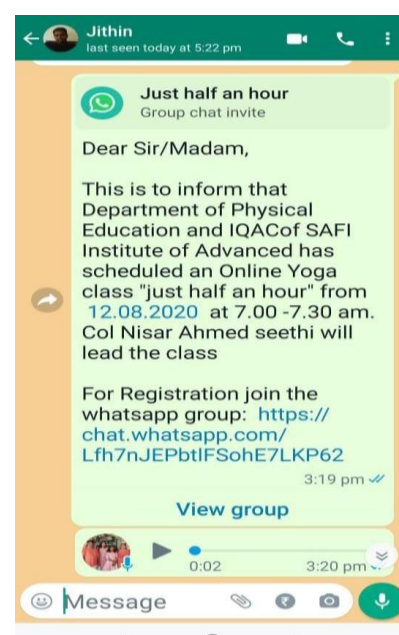 Jithin
last seen today at 5:22 pm
Just half an hour
Group chat invite
Dear Sir/Madam,
This is to inform that
Department of Physical
Education and IQACof SAFI
Institute of Advanced has
scheduled an Online Yoga
class "just half an hour" from
12.08.2020 at 7.00 -7.30 am.
Col Nisar Ahmed seethi will
lead the class
For Registration join the
whatsapp group: https://
chat.whatsapp.com/
Lfh7nJEPbtlFSohE7LKP62
3:19 pm
View group
0:02 3:20 pm
Message